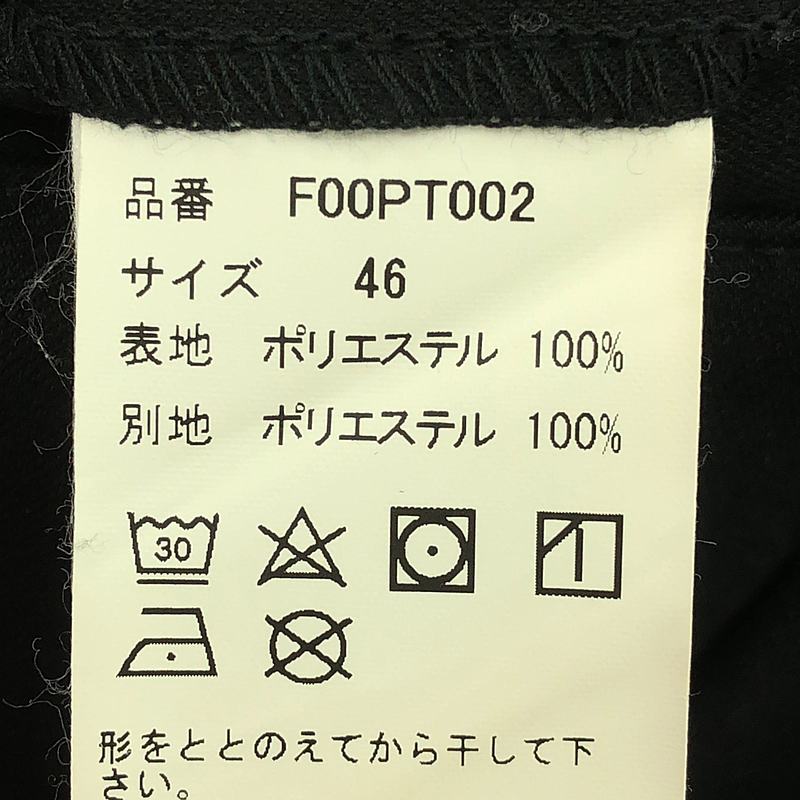 品番 F00PT002
サイズ 46
表地 ポリエステル 100%
別地 ポリエステル 100%
30
形をととのえてから干して下
さい。